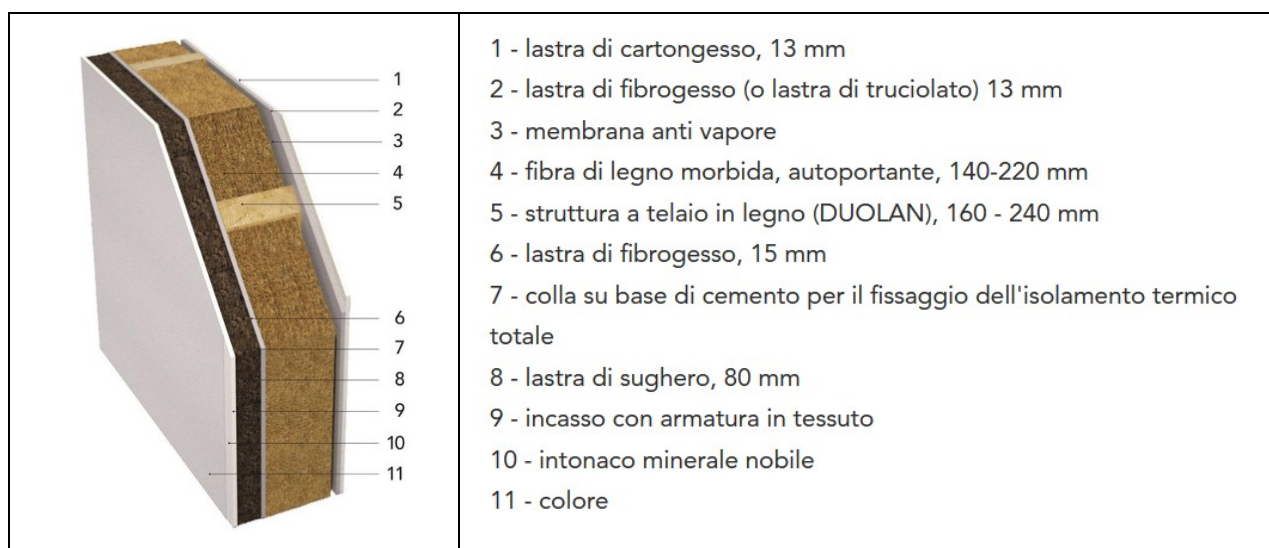 1
2
3
4
5
6
7
8
9
10
11
1 - lastra di cartongesso, 13 mm
2 - lastra di fibrogesso (o lastra di truciolato) 13 mm
3 - membrana anti vapore
4 - fibra di legno morbida, autoportante, 140-220 mm
5 - struttura a telaio in legno (DUOLAN), 160 - 240 mm
6 - lastra di fibrogesso, 15 mm
7 - colla su base di cemento per il fissaggio dell'isolamento termico
totale
8 - lastra di sughero, 80 mm
9 - incasso con armatura in tessuto
10 - intonaco minerale nobile
11 - colore